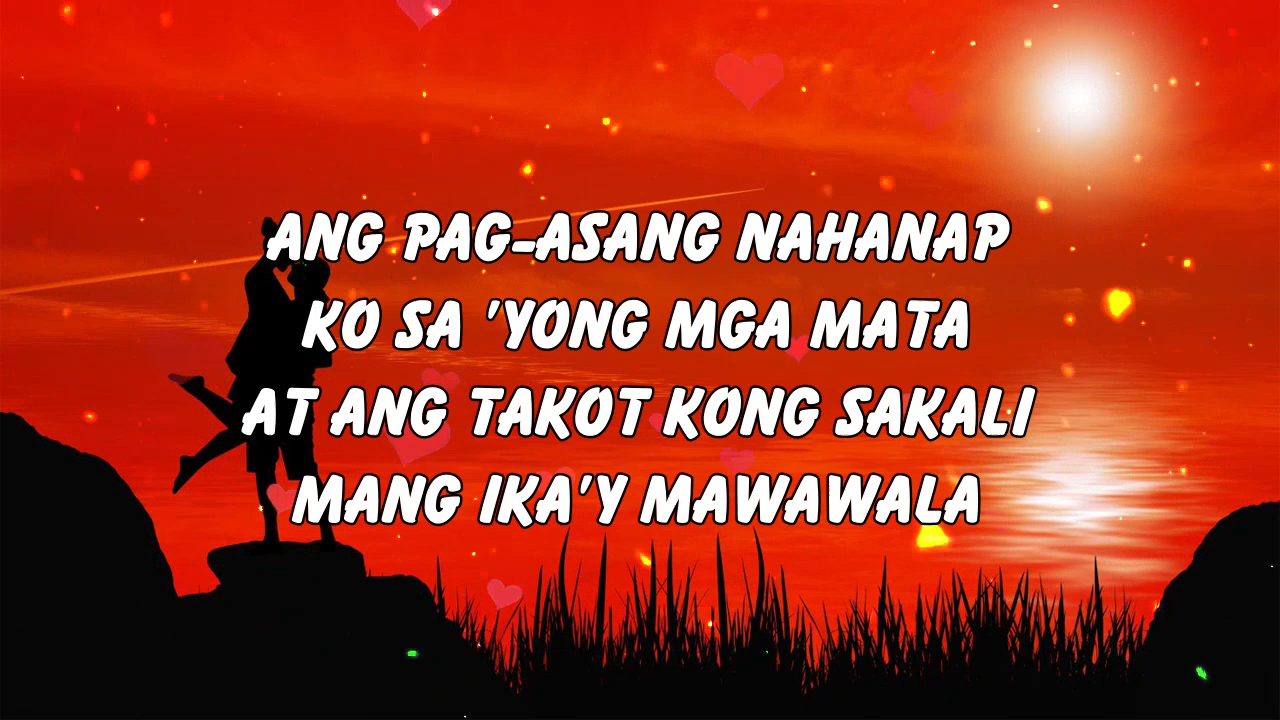 ANG PAG-ASANG NAHANAP
KO SA 'YONG MGA MATA
AT ANG TAKOT KONG SAKALI
MANG IKA'Y MAWAWALA